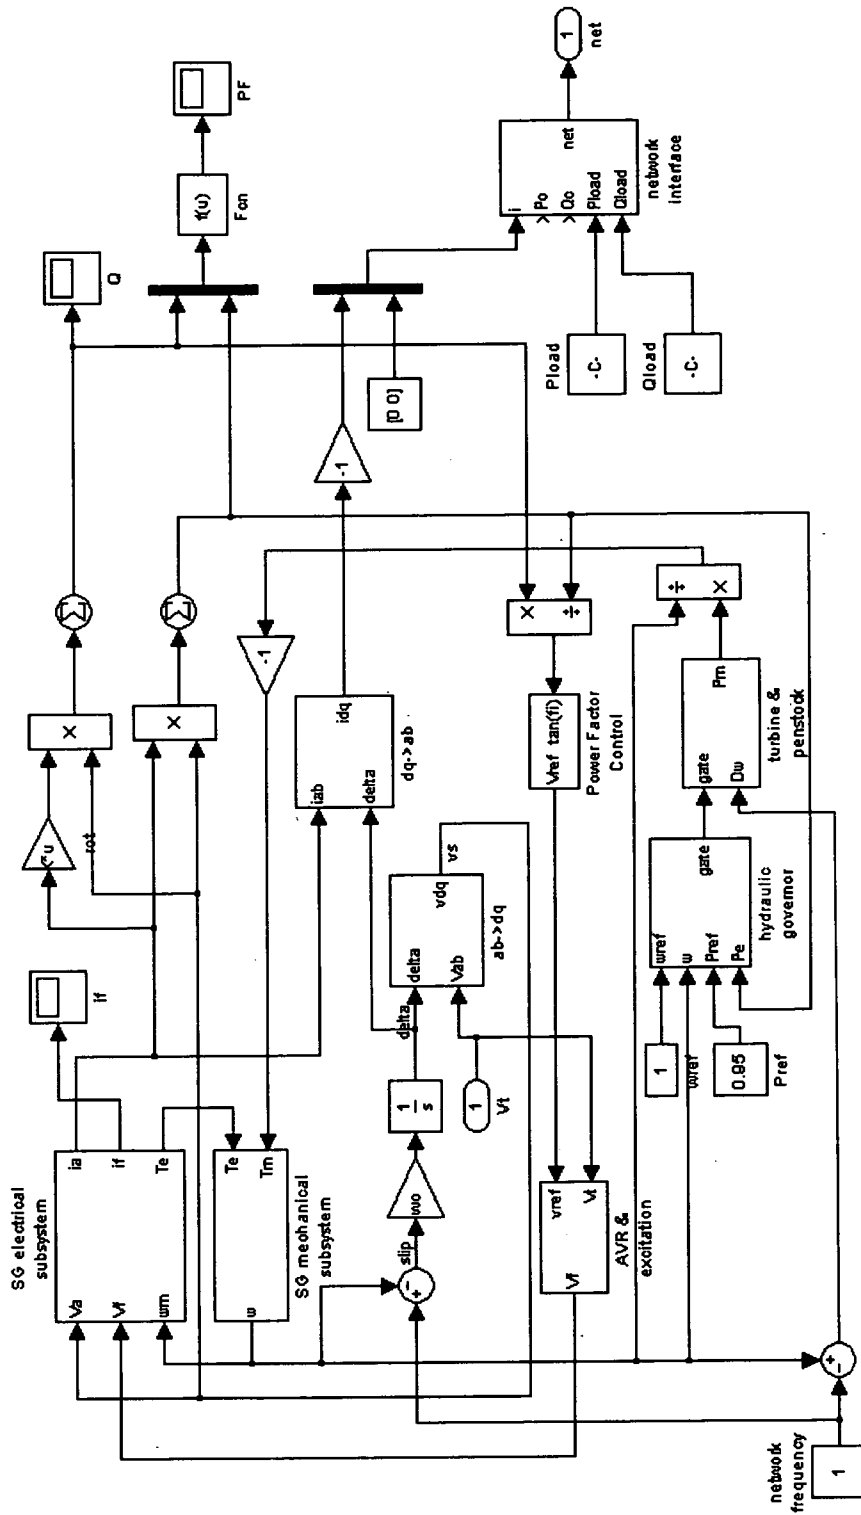 SG electrical
subsystem
Va
Vf
wm
ia
if
Te
if
K*u
rot
X
X
Σ
Σ
Q
f(u)
Fcn
PF
SG mechanical
subsystem
w
Te
Tm
-1
slip
wo
1
s
delta
1
Vt
delta
Vab
vdq
vs
ab->dq
iab
delta
idq
dq->ab
-1
[0 0]
i
Po
Qo
Pload
Qload
net
network
interface
1
net
Pload
-C-
Qload
-C-
X
÷
Vref tan(fi)
Power Factor
Control
Vf
vref
Vt
AVR &
excitation
1
wref
0.95
Pref
wref
w
Pref
Pe
gate
hydraulic
governor
gate
Dw
Pm
turbine &
penstock
÷
X
network
frequency
1